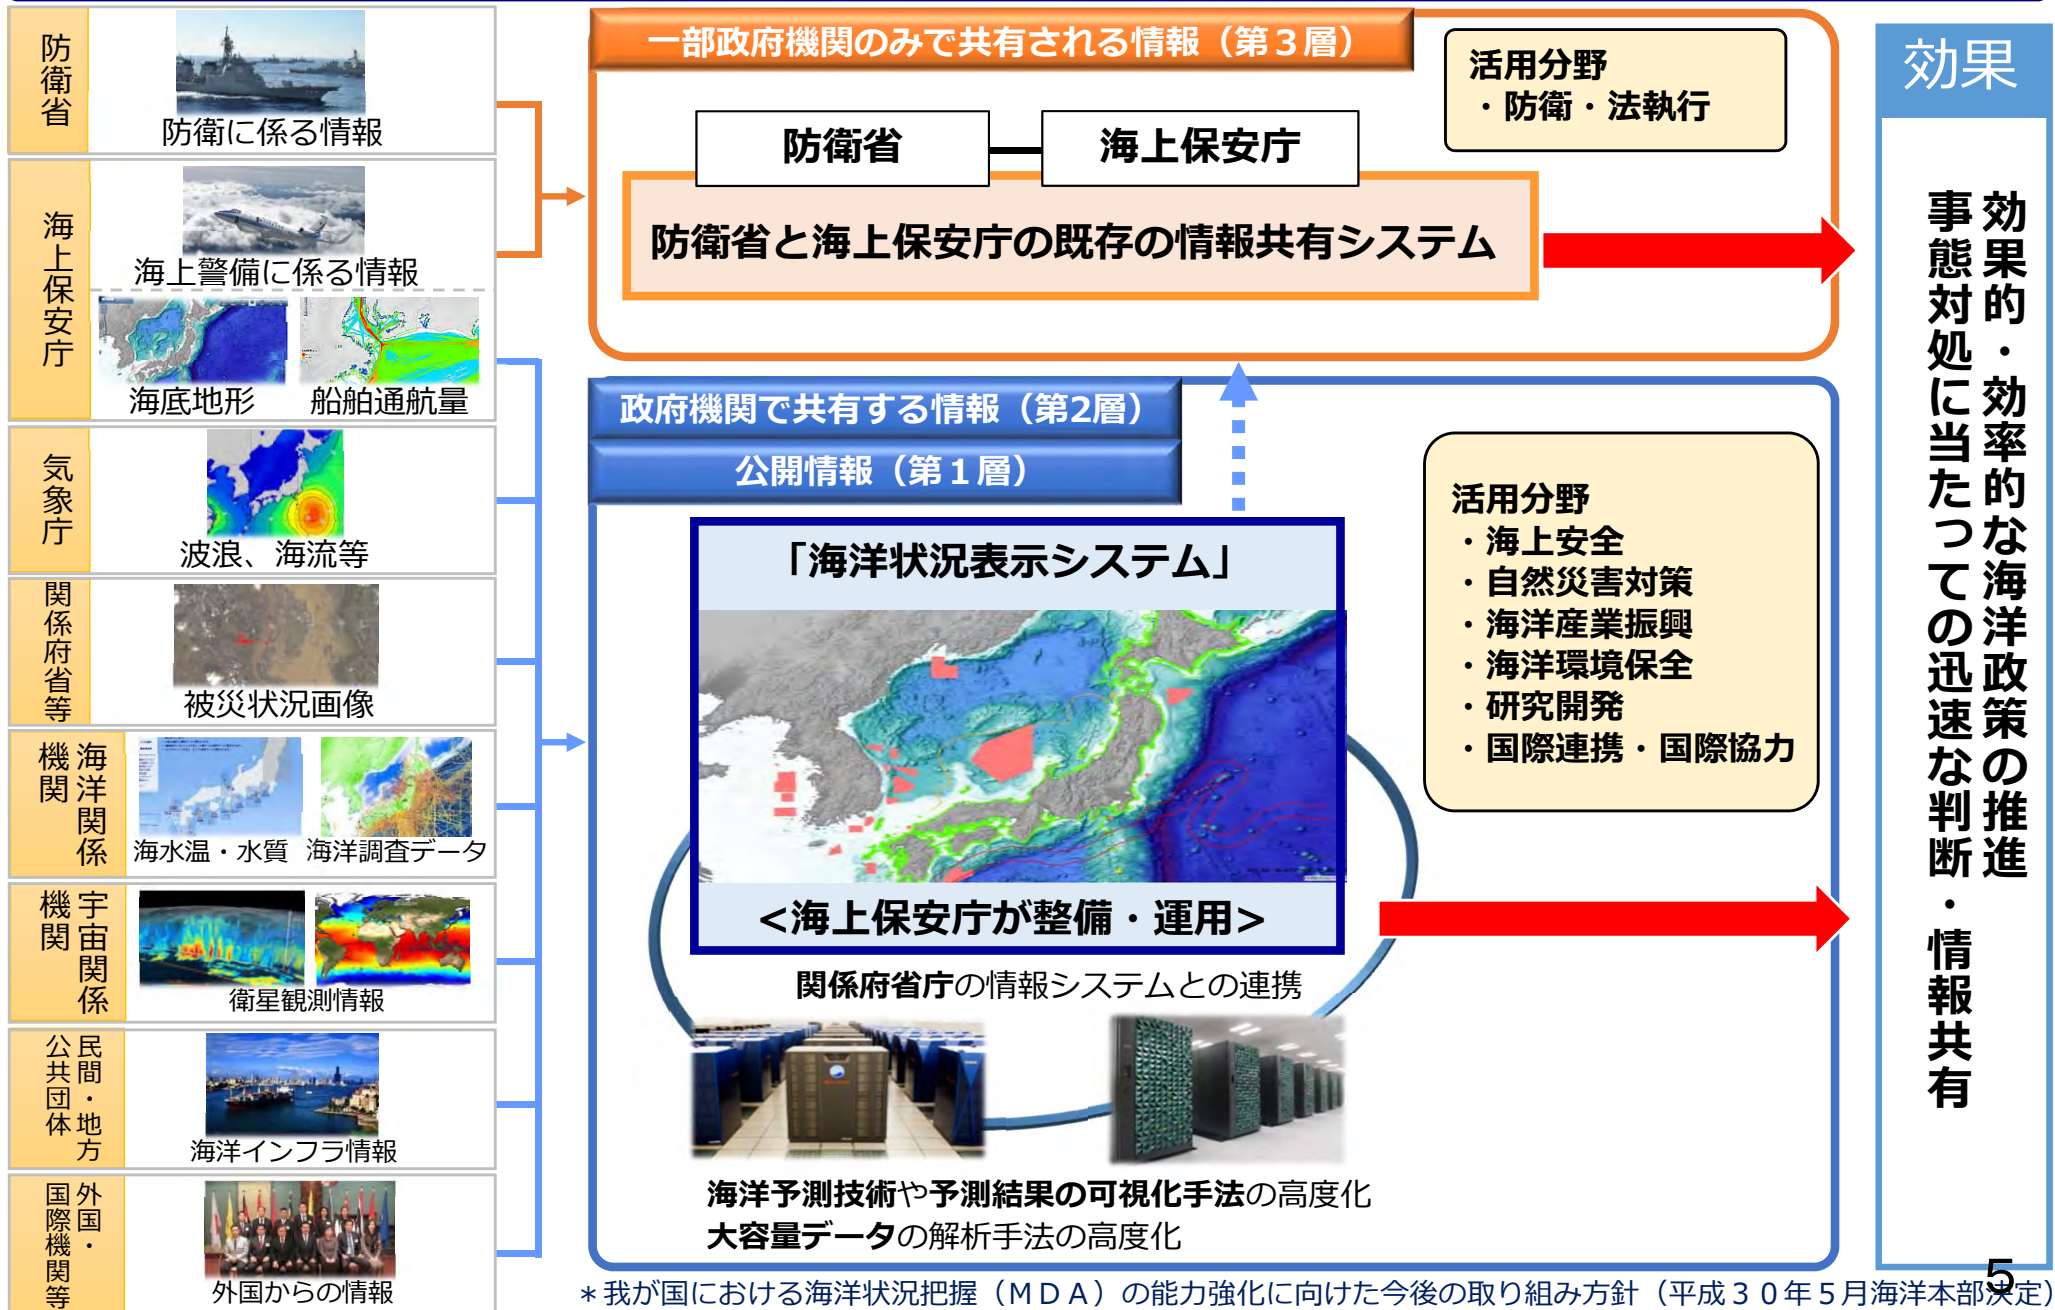 防衛省
防衛に係る情報
海上保安庁
海上警備に係る情報
海底地形
船舶通航量
気象庁
波浪、海流等
関係府省等
被災状況画像
海洋関係
機関
海水温・水質
海洋調査データ
宇宙関係
機関
衛星観測情報
民間・地方
公共団体
海洋インフラ情報
外国・
国際機関等
外国からの情報
一部政府機関のみで共有される情報（第３層）
活用分野
・防衛・法執行
防衛省
海上保安庁
防衛省と海上保安庁の既存の情報共有システム
政府機関で共有する情報（第2層）
公開情報（第１層）
「海洋状況表示システム」
<海上保安庁が整備・運用>
活用分野
・海上安全
・自然災害対策
・海洋産業振興
・海洋環境保全
・研究開発
・国際連携・国際協力
関係府省庁の情報システムとの連携
海洋予測技術や予測結果の可視化手法の高度化
大容量データの解析手法の高度化
効果
効果的・効率的な海洋政策の推進
事態対処に当たっての迅速な判断・情報共有
＊我が国における海洋状況把握（ＭＤＡ）の能力強化に向けた今後の取り組み方針（平成３０年５月海洋本部決定）
5